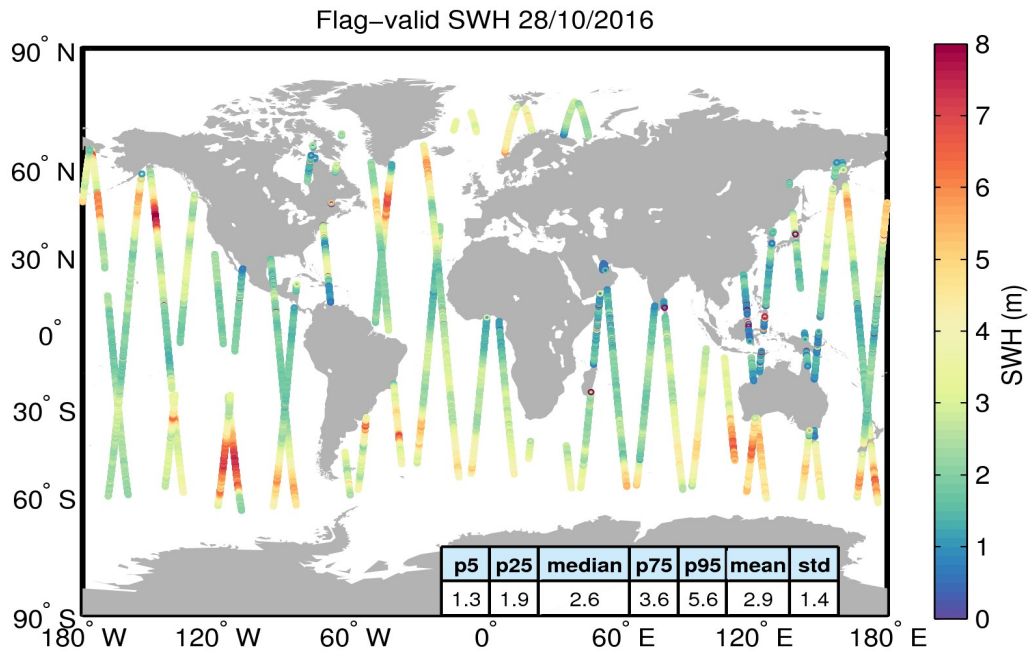 Flag−valid SWH 28/10/2016
90° N
60° N
30° N
0°
30° S
60° S
90° S
180° W
120° W
60° W
0°
60° E
120° E
180° E
p5 p25 median p75 p95 mean std
1.3 1.9 2.6 3.6 5.6 2.9 1.4
8
7
6
5
4
3
2
1
0
SWH (m)